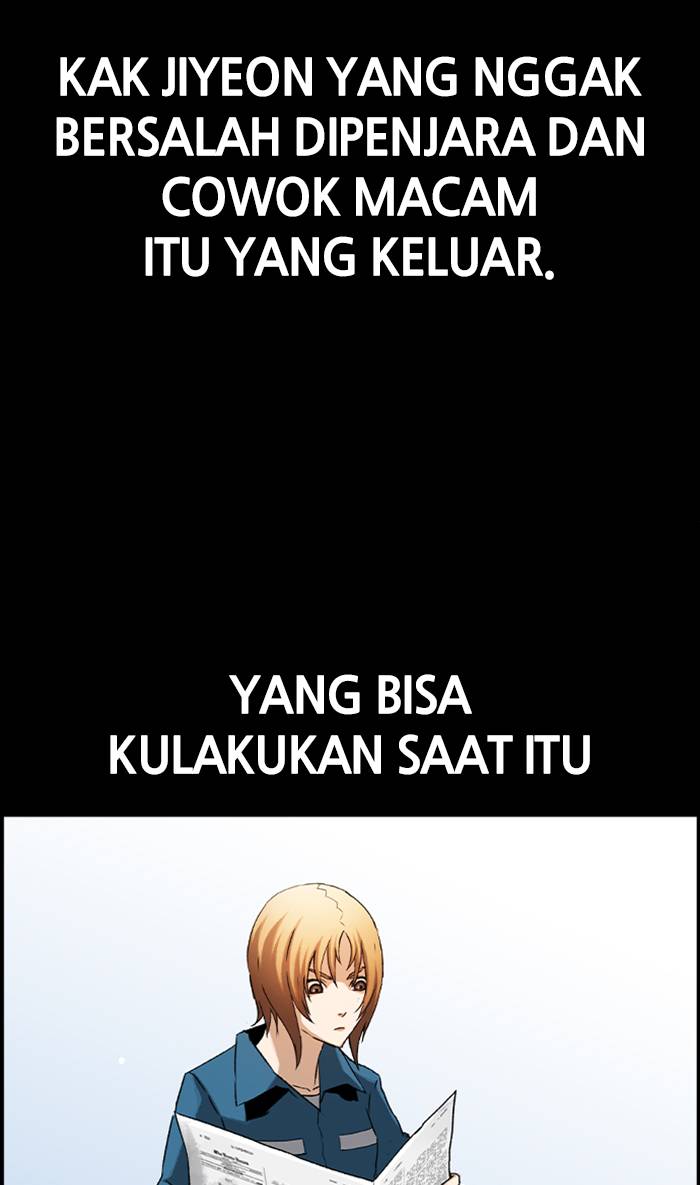 KAK JIYEON YANG NGGAK
BERSALAH DIPENJARA DAN
COWOK MACAM
ITU YANG KELUAR.
YANG BISA
KULAKUKAN SAAT ITU